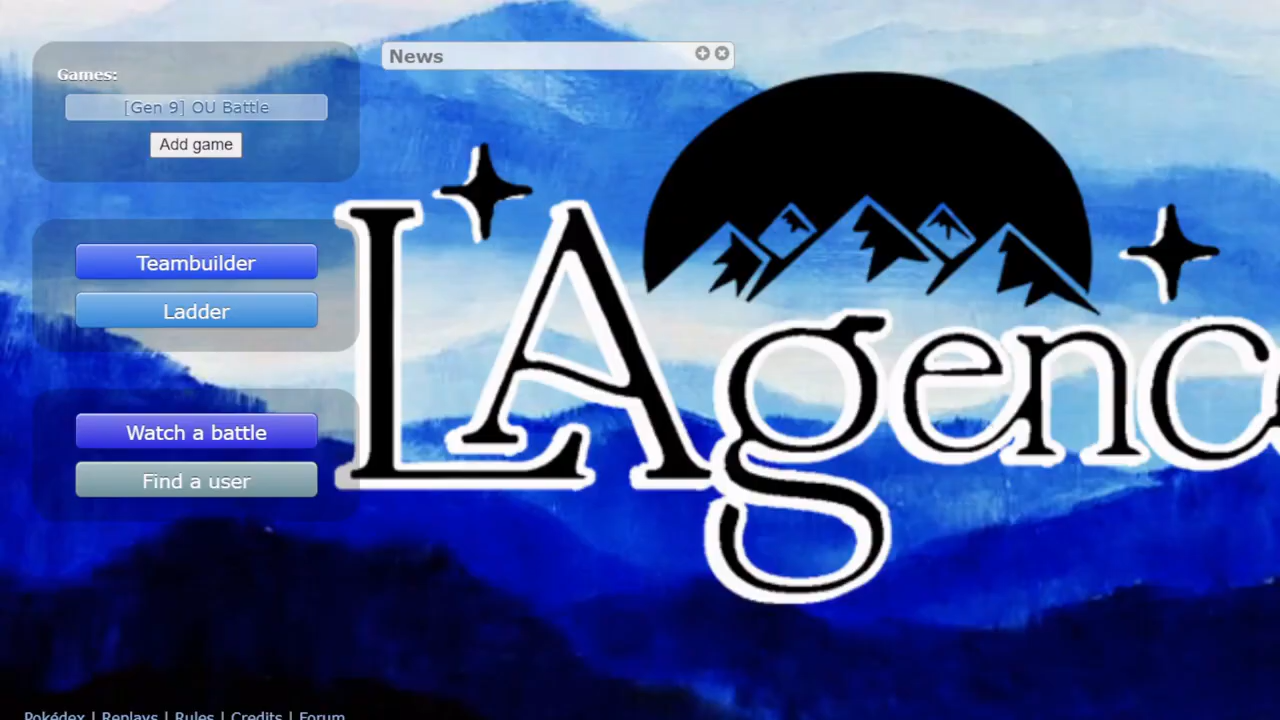 Games:
[Gen 9] OU Battle
Add game
Teambuilder
Ladder
Watch a battle
Find a user
Pokédex | Replays | Rules | Credits | Forum
News
L'Agenc